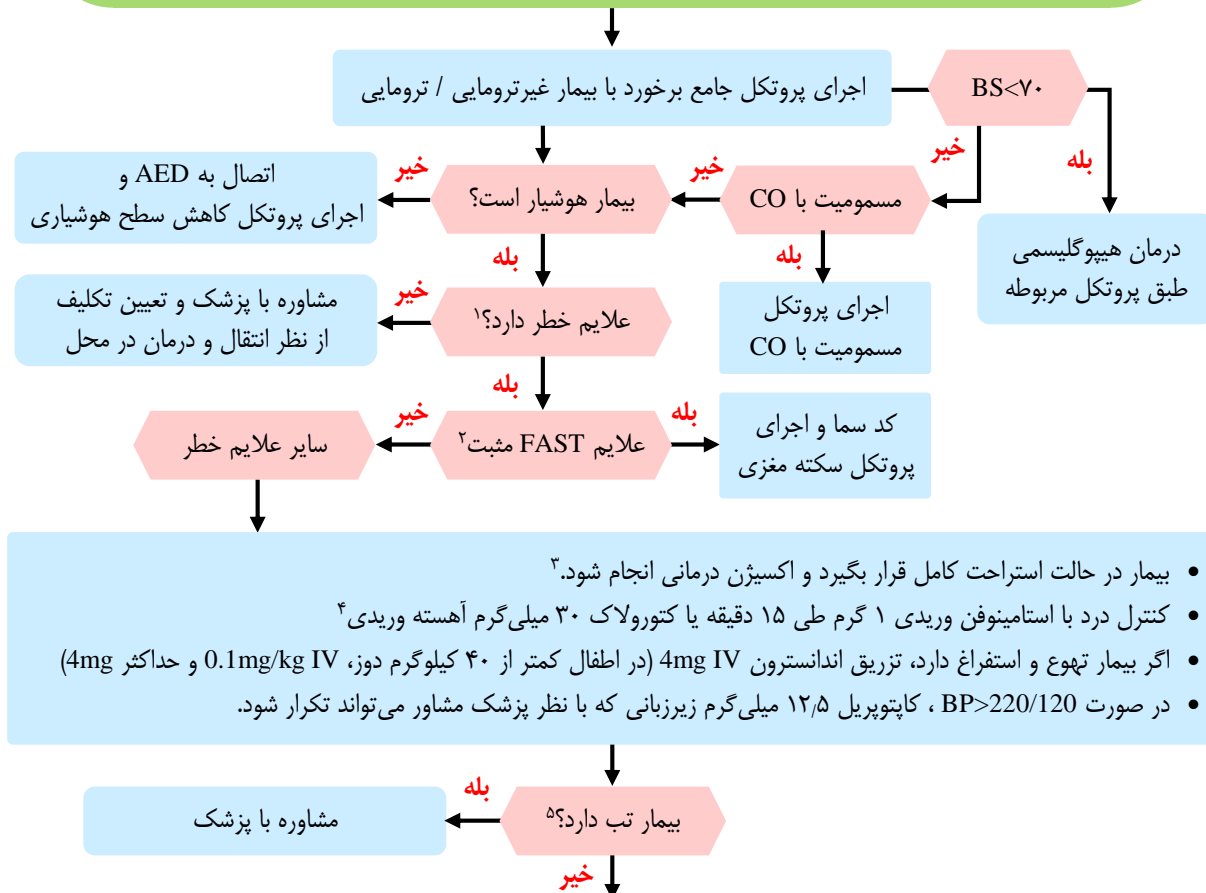 اجرای پروتکل جامع برخورد با بیمار غیرترومایی / ترومایی
BS<۷۰
خیر
بله
درمان هیپوگلیسمی
طبق پروتکل مربوطه
مسمومیت با CO
خیر
بله
اجرای پروتکل
مسمومیت با CO
بیمار هوشیار است؟
خیر
اتصال به AED و
اجرای پروتکل کاهش سطح هوشیاری
بله
علایم خطر دارد؟۱
خیر
مشاوره با پزشک و تعیین تکلیف
از نظر انتقال و درمان در محل
بله
علایم FAST مثبت۲
بله
کد سما و اجرای
پروتکل سکته مغزی
خیر
سایر علایم خطر
• بیمار در حالت استراحت کامل قرار بگیرد و اکسیژن درمانی انجام شود.۳
• کنترل درد با استامینوفن وریدی ۱ گرم طی ۱۵ دقیقه یا کتورولاک ۳۰ میلی‌گرم آهسته وریدی۴
• اگر بیمار تهوع و استفراغ دارد، تزریق اندانسترون 4mg IV (در اطفال کمتر از ۴۰ کیلوگرم دوز، 0.1mg/kg IV و حداکثر 4mg)
• در صورت BP>220/120 ، کاپتوپریل ۱۲٫۵ میلی‌گرم زیرزبانی که با نظر پزشک مشاور می‌تواند تکرار شود.
بیمار تب دارد؟۵
بله
مشاوره با پزشک
خیر